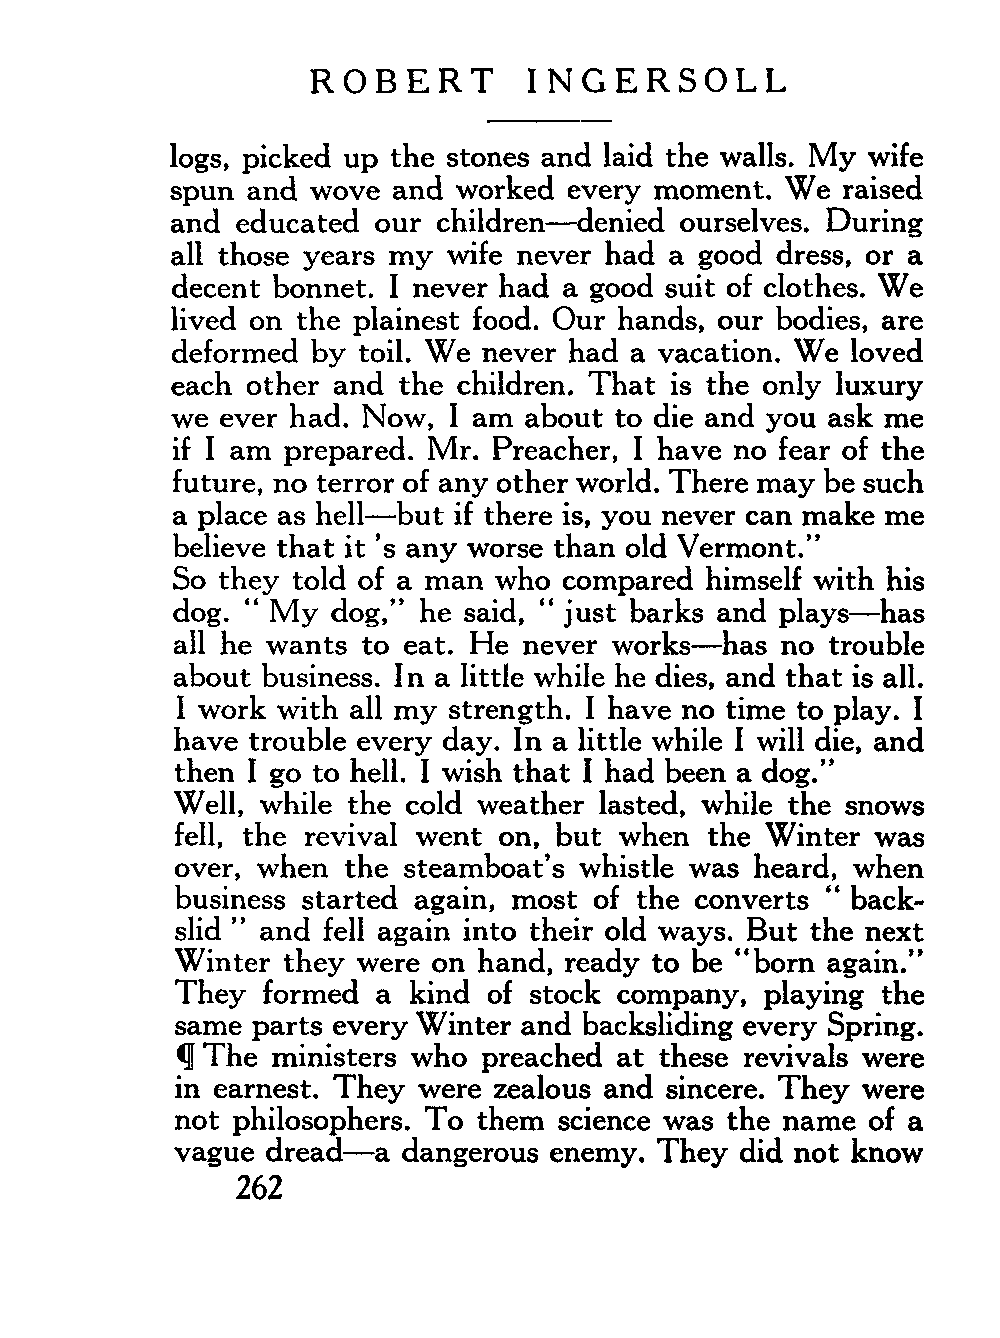 ROBERT INGERSOLL
logs, picked up the stones and laid the walls. My wife
spun and wove and worked every moment. We raised
and educated our children—denied ourselves. During
all those years my wife never had a good dress, or a
decent bonnet. I never had a good suit of clothes. We
lived on the plainest food. Our hands, our bodies, are
deformed by toil. We never had a vacation. We loved
each other and the children. That is the only luxury
we ever had. Now, I am about to die and you ask me
if I am prepared. Mr. Preacher, I have no fear of the
future, no terror of any other world. There may be such
a place as hell—but if there is, you never can make me
believe that it 's any worse than old Vermont."
So they told of a man who compared himself with his
dog. " My dog," he said, " just barks and plays—has
all he wants to eat. He never works—has no trouble
about business. In a little while he dies, and that is all.
I work with all my strength. I have no time to play. I
have trouble every day. In a little while I will die, and
then I go to hell. I wish that I had been a dog."
Well, while the cold weather lasted, while the snows
fell, the revival went on, but when the Winter was
over, when the steamboat's whistle was heard, when
business started again, most of the converts " back-
slid " and fell again into their old ways. But the next
Winter they were on hand, ready to be "born again."
They formed a kind of stock company, playing the
same parts every Winter and backsliding every Spring.
¶ The ministers who preached at these revivals were
in earnest. They were zealous and sincere. They were
not philosophers. To them science was the name of a
vague dread—a dangerous enemy. They did not know
262